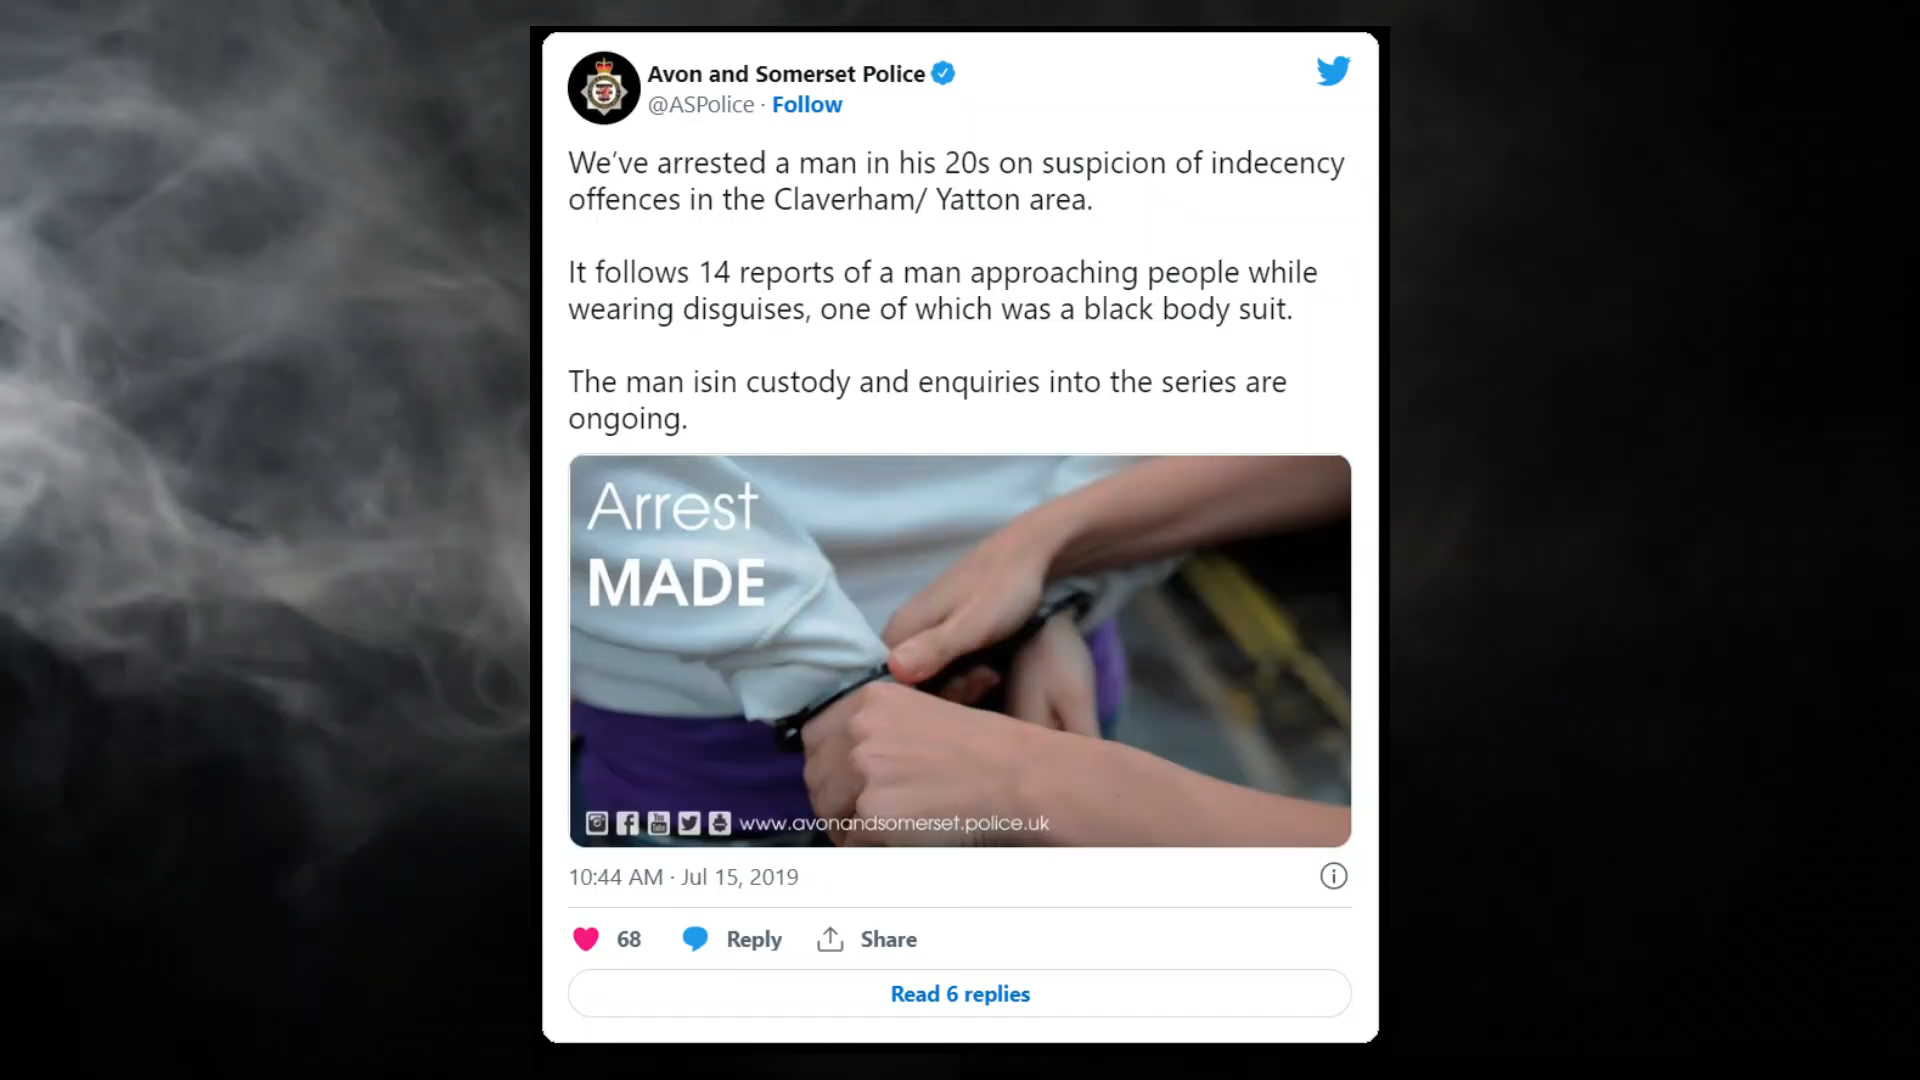 Avon and Somerset Police
@ASPolice · Follow
We’ve arrested a man in his 20s on suspicion of indecency
offences in the Claverham/ Yatton area.
It follows 14 reports of a man approaching people while
wearing disguises, one of which was a black body suit.
The man isin custody and enquiries into the series are
ongoing.
Arrest
MADE
www.avonandsomerset.police.uk
10:44 AM · Jul 15, 2019
68 Reply Share
Read 6 replies